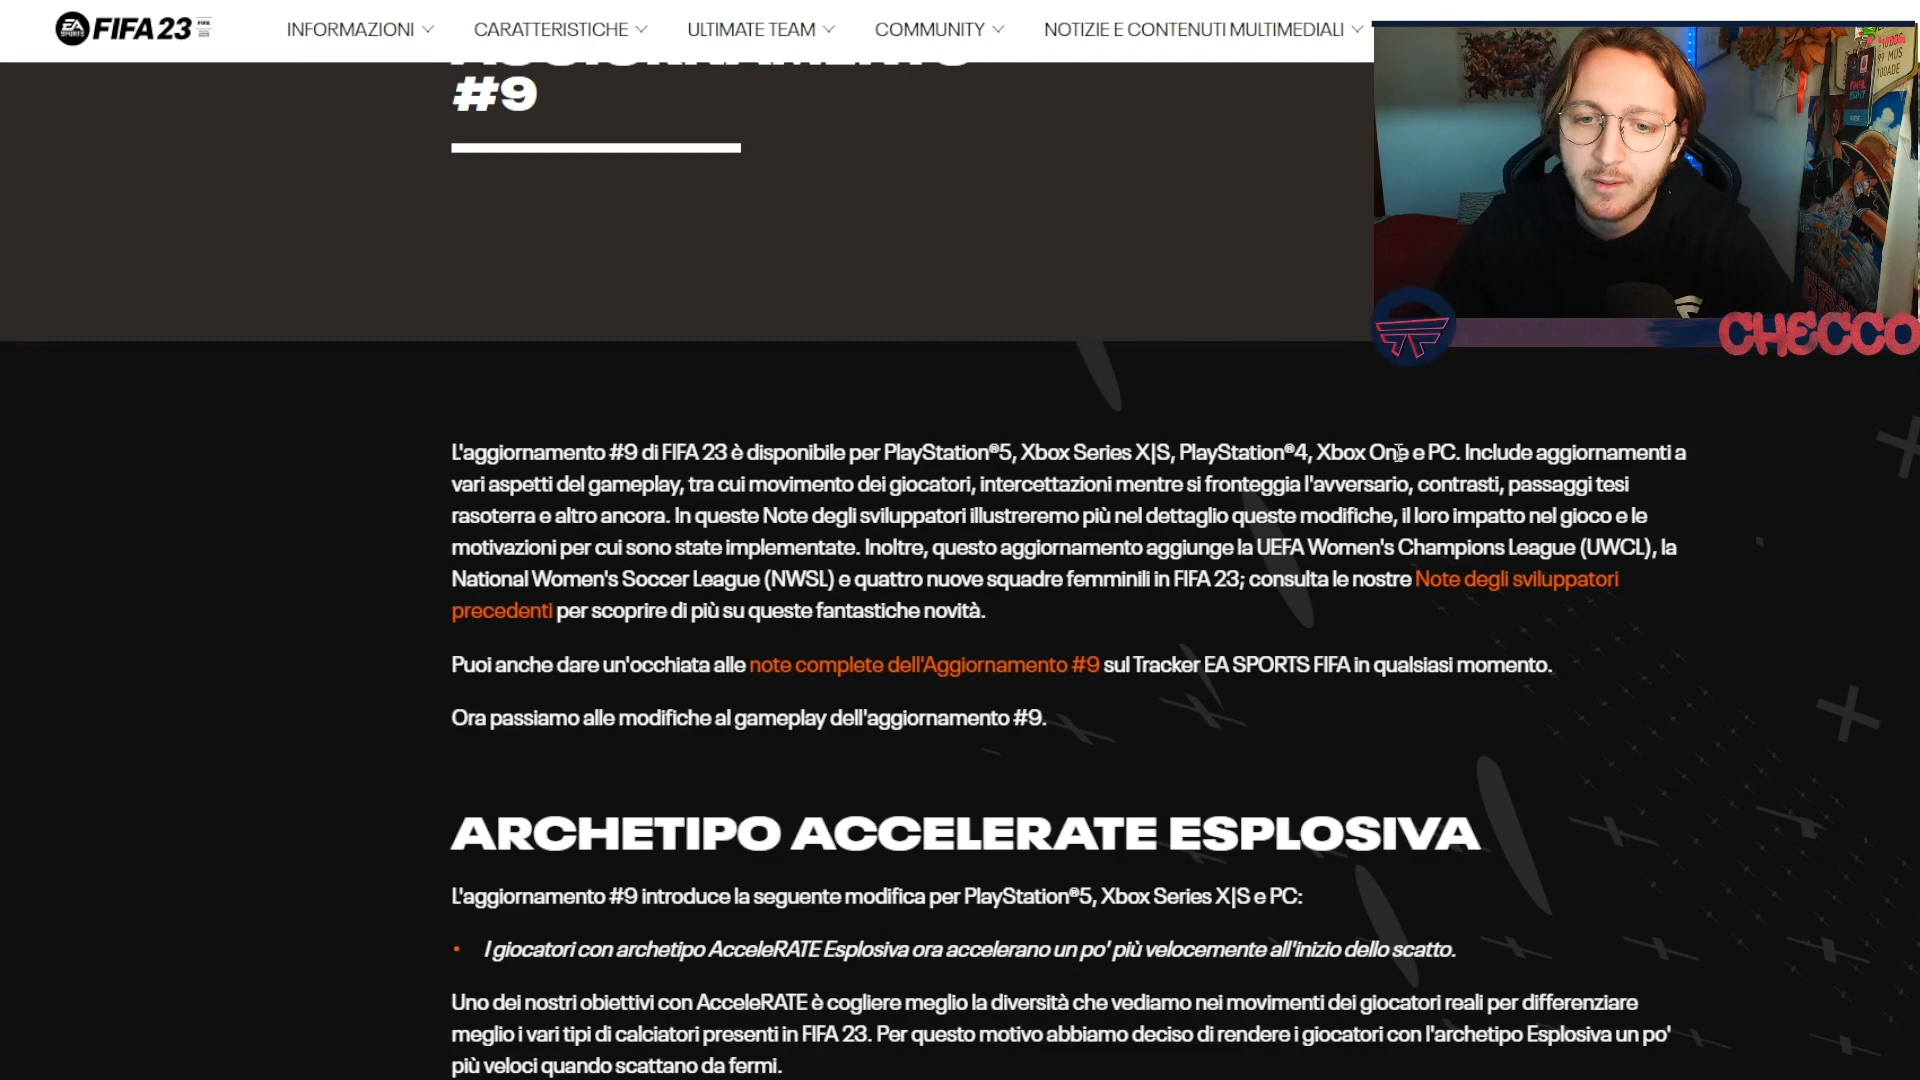 EA SPORTS FIFA 23
INFORMAZIONI CARATTERISTICHE ULTIMATE TEAM COMMUNITY NOTIZIE E CONTENUTI MULTIMEDIALI
AGGIORNAMENTO
#9
CHECCO
L'aggiornamento #9 di FIFA 23 è disponibile per PlayStation®5, Xbox Series X|S, PlayStation®4, Xbox One e PC. Include aggiornamenti a
vari aspetti del gameplay, tra cui movimento dei giocatori, intercettazioni mentre si fronteggia l'avversario, contrasti, passaggi tesi
rasoterra e altro ancora. In queste Note degli sviluppatori illustreremo più nel dettaglio queste modifiche, il loro impatto nel gioco e le
motivazioni per cui sono state implementate. Inoltre, questo aggiornamento aggiunge la UEFA Women's Champions League (UWCL), la
National Women's Soccer League (NWSL) e quattro nuove squadre femminili in FIFA 23; consulta le nostre Note degli sviluppatori
precedenti per scoprire di più su queste fantastiche novità.
Puoi anche dare un'occhiata alle note complete dell'Aggiornamento #9 sul Tracker EA SPORTS FIFA in qualsiasi momento.
Ora passiamo alle modifiche al gameplay dell'aggiornamento #9.
ARCHETIPO ACCELERATE ESPLOSIVA
L'aggiornamento #9 introduce la seguente modifica per PlayStation®5, Xbox Series X|S e PC:
• I giocatori con archetipo AcceleRATE Esplosiva ora accelerano un po' più velocemente all'inizio dello scatto.
Uno dei nostri obiettivi con AcceleRATE è cogliere meglio la diversità che vediamo nei movimenti dei giocatori reali per differenziare
meglio i vari tipi di calciatori presenti in FIFA 23. Per questo motivo abbiamo deciso di rendere i giocatori con l'archetipo Esplosiva un po'
più veloci quando scattano da fermi.